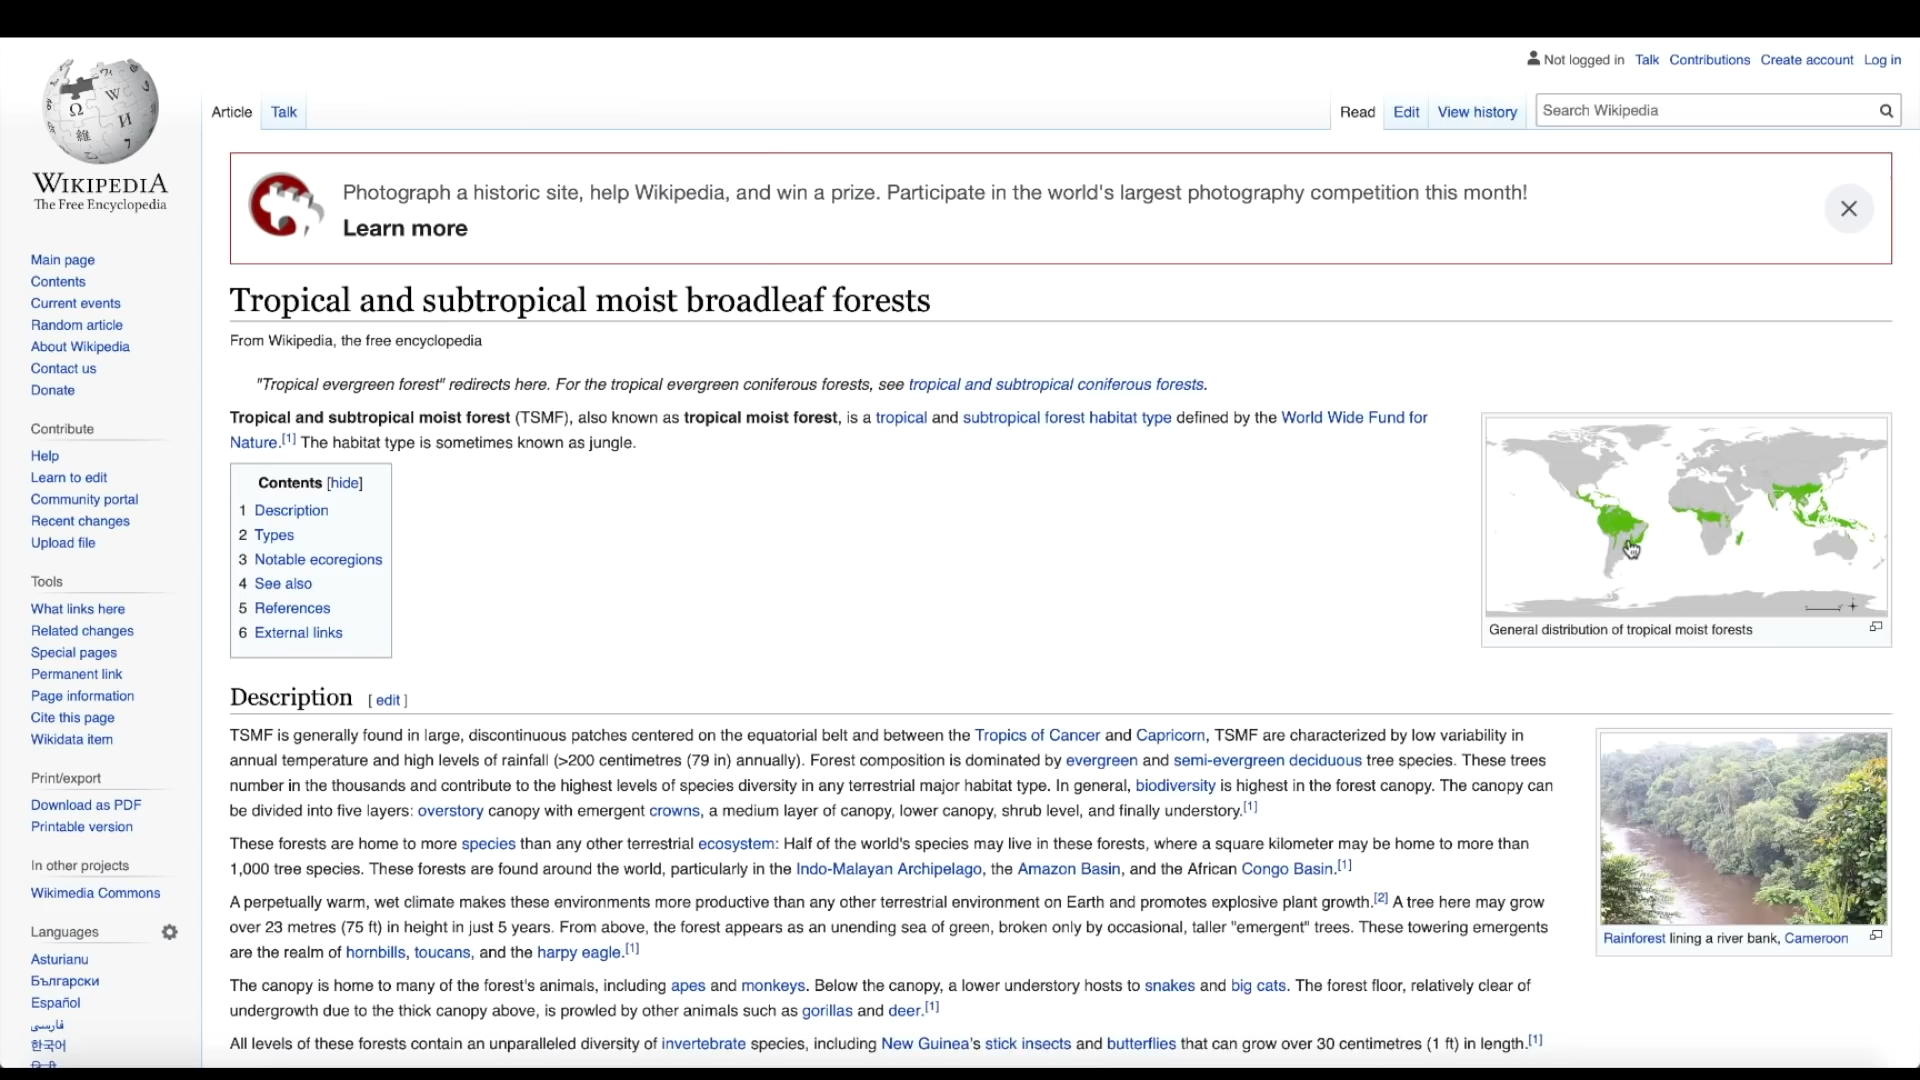 Not logged in Talk Contributions Create account Log in
Article Talk
Read Edit View history Search Wikipedia
WIKIPEDIA
The Free Encyclopedia
Photograph a historic site, help Wikipedia, and win a prize. Participate in the world's largest photography competition this month!
Learn more
Main page
Contents
Current events
Random article
About Wikipedia
Contact us
Donate
Contribute
Help
Learn to edit
Community portal
Recent changes
Upload file
Tools
What links here
Related changes
Special pages
Permanent link
Page information
Cite this page
Wikidata item
Print/export
Download as PDF
Printable version
In other projects
Wikimedia Commons
Languages
Asturianu
Български
Español
فارسی
한국어
Tropical and subtropical moist broadleaf forests
From Wikipedia, the free encyclopedia
"Tropical evergreen forest" redirects here. For the tropical evergreen coniferous forests, see tropical and subtropical coniferous forests.
Tropical and subtropical moist forest (TSMF), also known as tropical moist forest, is a tropical and subtropical forest habitat type defined by the World Wide Fund for
Nature.[1] The habitat type is sometimes known as jungle.
Contents [hide]
1 Description
2 Types
3 Notable ecoregions
4 See also
5 References
6 External links
General distribution of tropical moist forests
Description [ edit ]
TSMF is generally found in large, discontinuous patches centered on the equatorial belt and between the Tropics of Cancer and Capricorn, TSMF are characterized by low variability in
annual temperature and high levels of rainfall (>200 centimetres (79 in) annually). Forest composition is dominated by evergreen and semi-evergreen deciduous tree species. These trees
number in the thousands and contribute to the highest levels of species diversity in any terrestrial major habitat type. In general, biodiversity is highest in the forest canopy. The canopy can
be divided into five layers: overstory canopy with emergent crowns, a medium layer of canopy, lower canopy, shrub level, and finally understory.[1]
These forests are home to more species than any other terrestrial ecosystem: Half of the world's species may live in these forests, where a square kilometer may be home to more than
1,000 tree species. These forests are found around the world, particularly in the Indo-Malayan Archipelago, the Amazon Basin, and the African Congo Basin.[1]
A perpetually warm, wet climate makes these environments more productive than any other terrestrial environment on Earth and promotes explosive plant growth.[2] A tree here may grow
over 23 metres (75 ft) in height in just 5 years. From above, the forest appears as an unending sea of green, broken only by occasional, taller "emergent" trees. These towering emergents
are the realm of hornbills, toucans, and the harpy eagle.[1]
Rainforest lining a river bank, Cameroon
The canopy is home to many of the forest's animals, including apes and monkeys. Below the canopy, a lower understory hosts to snakes and big cats. The forest floor, relatively clear of
undergrowth due to the thick canopy above, is prowled by other animals such as gorillas and deer.[1]
All levels of these forests contain an unparalleled diversity of invertebrate species, including New Guinea's stick insects and butterflies that can grow over 30 centimetres (1 ft) in length.[1]